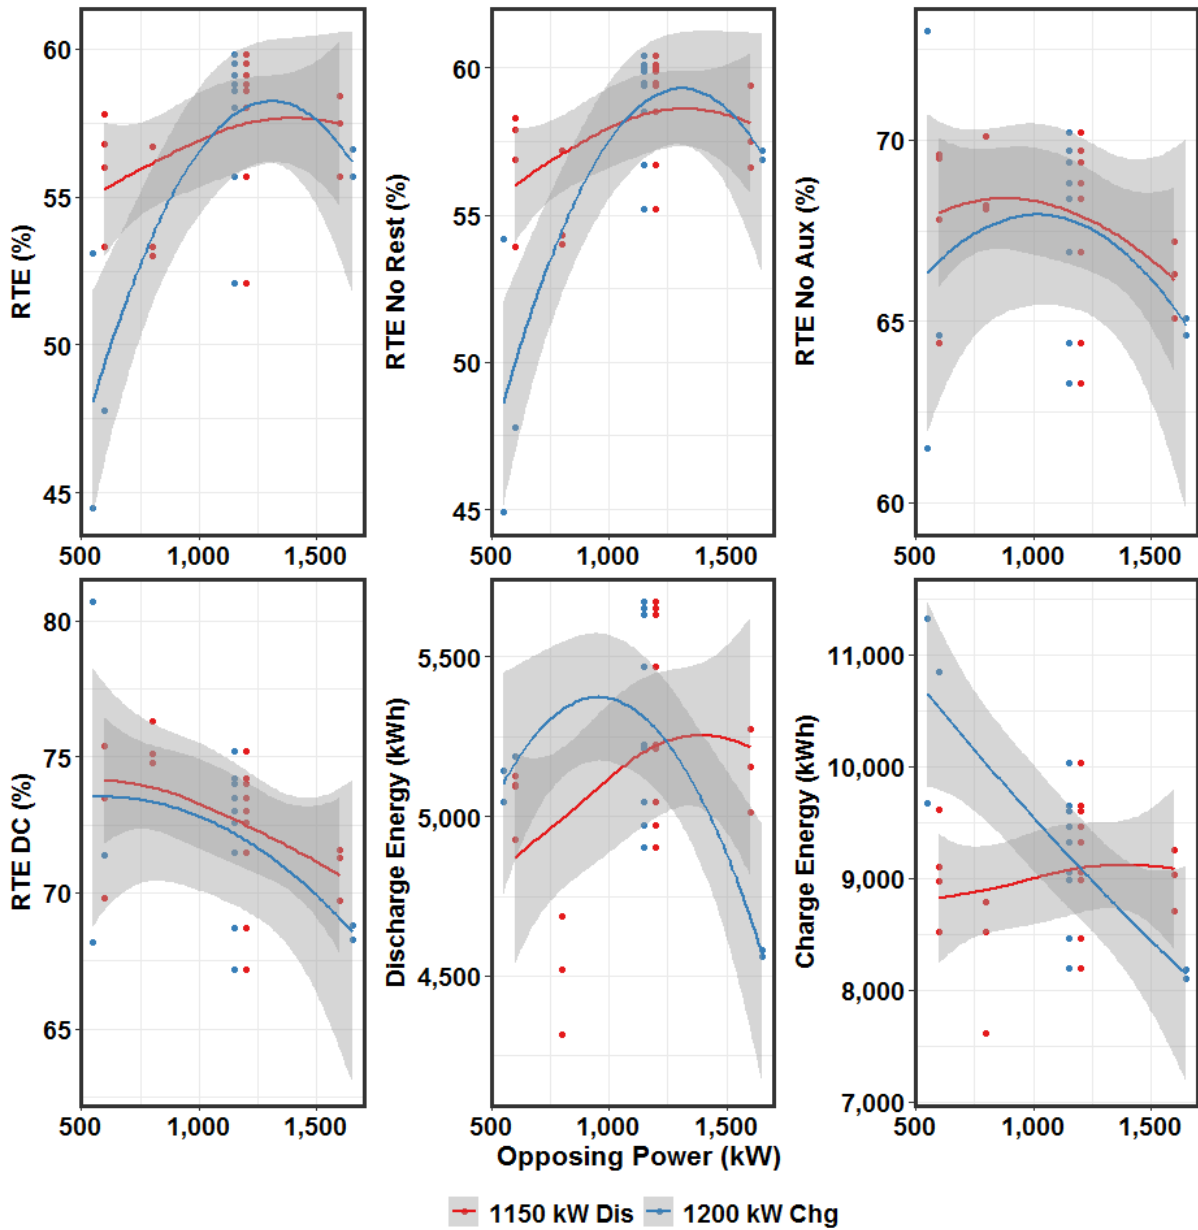 RTE (%)
60
55
50
45
500 1,000 1,500
RTE No Rest (%)
60
55
50
45
500 1,000 1,500
RTE No Aux (%)
70
65
60
500 1,000 1,500
RTE DC (%)
80
75
70
65
500 1,000 1,500
Discharge Energy (kWh)
5,500
5,000
4,500
500 1,000 1,500
Charge Energy (kWh)
11,000
10,000
9,000
8,000
7,000
500 1,000 1,500
Opposing Power (kW)
1150 kW Dis 1200 kW Chg